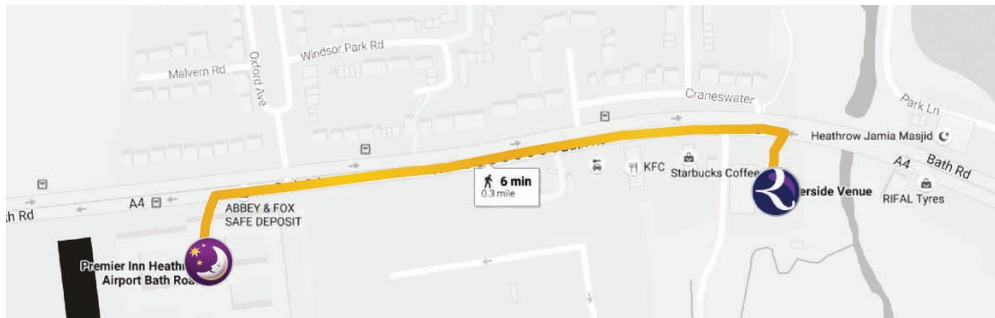 Windsor Park Rd
Malvern Rd
Oxford Ave
Craneswater
Park Ln
Heathrow Jamia Masjid
Bath Rd
A4
KFC
Starbucks Coffee
6 min
0.3 mile
R
erside Venue
RIFAL Tyres
th Rd
A4
ABBEY & FOX
SAFE DEPOSIT
Premier Inn Heath
Airport Bath Roa